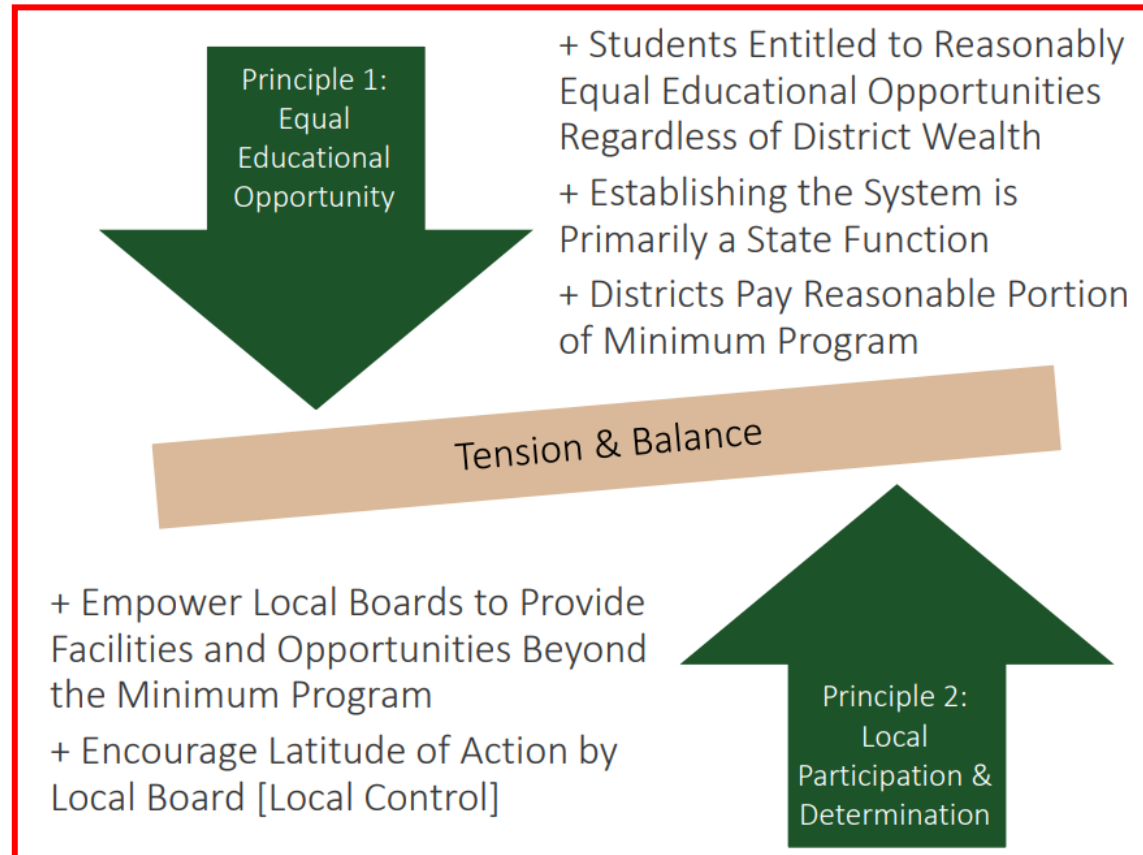 Principle 1:
Equal
Educational
Opportunity
+ Students Entitled to Reasonably
Equal Educational Opportunities
Regardless of District Wealth
+ Establishing the System is
Primarily a State Function
+ Districts Pay Reasonable Portion
of Minimum Program
Tension & Balance
+ Empower Local Boards to Provide
Facilities and Opportunities Beyond
the Minimum Program
+ Encourage Latitude of Action by
Local Board [Local Control]
Principle 2:
Local
Participation &
Determination